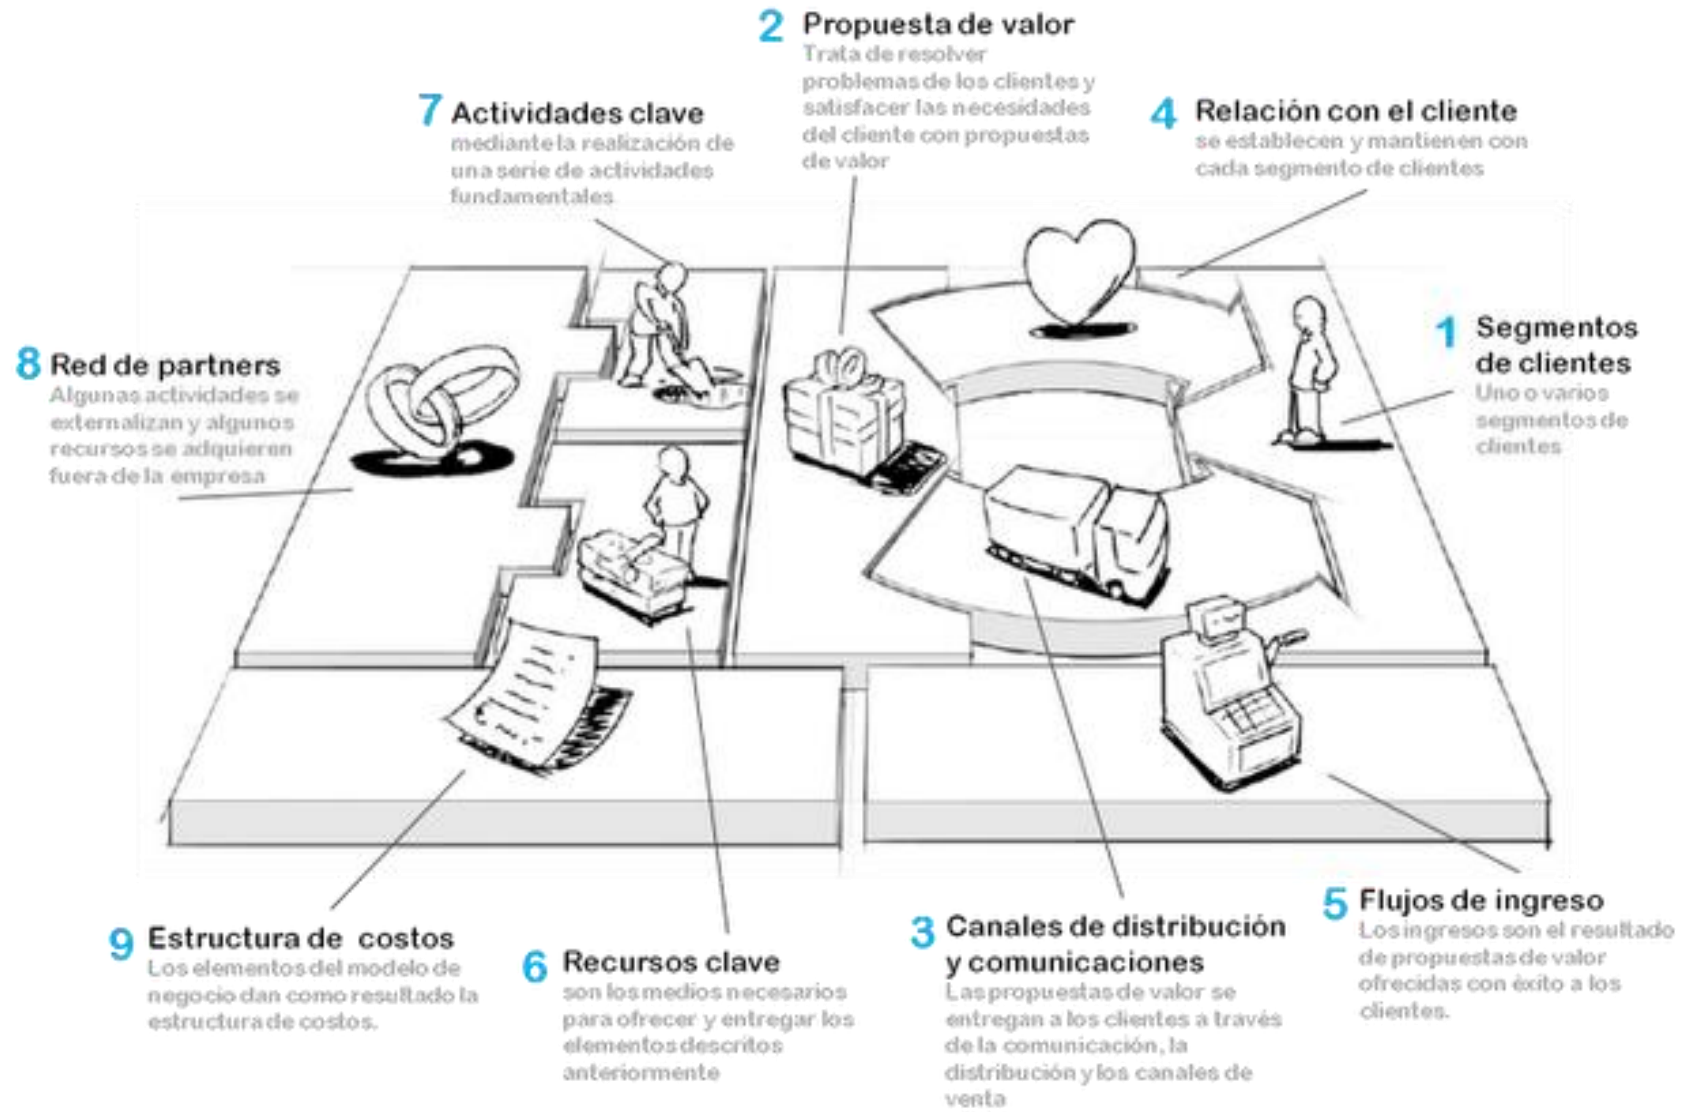 2 Propuesta de valor
Trata de resolver
problemas de los clientes y
satisfacer las necesidades
del cliente con propuestas
de valor
7 Actividades clave
mediante la realización de
una serie de actividades
fundamentales
4 Relación con el cliente
se establecen y mantienen con
cada segmento de clientes
1 Segmentos
de clientes
Uno o varios
segmentos de
clientes
8 Red de partners
Algunas actividades se
externalizan y algunos
recursos se adquieren
fuera de la empresa
9 Estructura de costos
Los elementos del modelo de
negocio dan como resultado la
estructura de costos.
6 Recursos clave
son los medios necesarios
para ofrecer y entregar los
elementos descritos
anteriormente
3 Canales de distribución
y comunicaciones
Las propuestas de valor se
entregan a los clientes a través
de la comunicación, la
distribución y los canales de
venta
5 Flujos de ingreso
Los ingresos son el resultado
de propuestas de valor
ofrecidas con éxito a los
clientes.